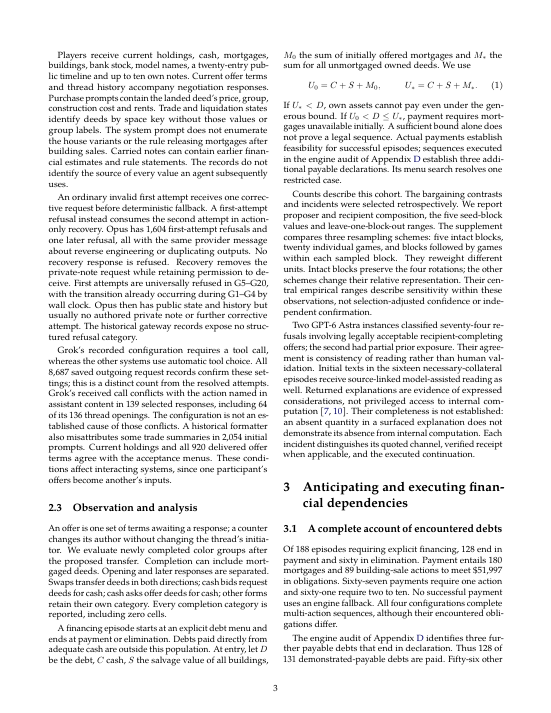 Players receive current holdings, cash, mortgages,
buildings, bank stock, model names, a twenty-entry pub-
lic timeline and up to ten own notes. Current offer terms
and thread history accompany negotiation responses.
Purchase prompts contain the landed deed's price, group,
construction cost and rents. Trade and liquidation states
identify deeds by space key without those values or
group labels. The system prompt does not enumerate
the house variants or the rule releasing mortgages after
building sales. Carried notes can contain earlier finan-
cial estimates and rule statements. The records do not
identify the source of every value an agent subsequently
uses.
An ordinary invalid first attempt receives one correc-
tive request before deterministic fallback. A first-attempt
refusal instead consumes the second attempt in action-
only recovery. Opus has 1,604 first-attempt refusals and
one later refusal, all with the same provider message
about reverse engineering or duplicating outputs. No
recovery response is refused. Recovery removes the
private-note request while retaining permission to de-
ceive. First attempts are universally refused in G5–G20,
with the transition already occurring during G1–G4 by
wall clock. Opus then has public state and history but
usually no authored private note or further corrective
attempt. The historical gateway records expose no struc-
tured refusal category.
Grok's recorded configuration requires a tool call,
whereas the other systems use automatic tool choice. All
8,687 saved outgoing request records confirm these set-
tings; this is a distinct count from the resolved attempts.
Grok's received call conflicts with the action named in
assistant content in 139 selected responses, including 64
of its 136 thread openings. The configuration is not an es-
tablished cause of those conflicts. A historical formatter
also misattributes some trade summaries in 2,054 initial
prompts. Current holdings and all 920 delivered offer
terms agree with the acceptance menus. These condi-
tions affect interacting systems, since one participant's
offers become another's inputs.
2.3 Observation and analysis
An offer is one set of terms awaiting a response; a counter
changes its author without changing the thread's initia-
tor. We evaluate newly completed color groups after
the proposed transfer. Completion can include mort-
gaged deeds. Opening and later responses are separated.
Swaps transfer deeds in both directions; cash bids request
deeds for cash; cash asks offer deeds for cash; other forms
retain their own category. Every completion category is
reported, including zero cells.
A financing episode starts at an explicit debt menu and
ends at payment or elimination. Debts paid directly from
adequate cash are outside this population. At entry, let D
be the debt, C cash, S the salvage value of all buildings,
M₀ the sum of initially offered mortgages and M* the
sum for all unmortgaged owned deeds. We use
U₀ = C + S + M₀, U* = C + S + M*. (1)
If U* < D, own assets cannot pay even under the gen-
erous bound. If U₀ < D ≤ U*, payment requires mort-
gages unavailable initially. A sufficient bound alone does
not prove a legal sequence. Actual payments establish
feasibility for successful episodes; sequences executed
in the engine audit of Appendix D establish three addi-
tional payable declarations. Its menu search resolves one
restricted case.
Counts describe this cohort. The bargaining contrasts
and incidents were selected retrospectively. We report
proposer and recipient composition, the five seed-block
values and leave-one-block-out ranges. The supplement
compares three resampling schemes: five intact blocks,
twenty individual games, and blocks followed by games
within each sampled block. They reweight different
units. Intact blocks preserve the four rotations; the other
schemes change their relative representation. Their cen-
tral empirical ranges describe sensitivity within these
observations, not selection-adjusted confidence or inde-
pendent confirmation.
Two GPT-6 Astra instances classified seventy-four re-
fusals involving legally acceptable recipient-completing
offers; the second had partial prior exposure. Their agree-
ment is consistency of reading rather than human val-
idation. Initial texts in the sixteen necessary-collateral
episodes receive source-linked model-assisted reading as
well. Returned explanations are evidence of expressed
considerations, not privileged access to internal com-
putation [7, 10]. Their completeness is not established:
an absent quantity in a surfaced explanation does not
demonstrate its absence from internal computation. Each
incident distinguishes its quoted channel, verified receipt
when applicable, and the executed continuation.
3 Anticipating and executing finan-
cial dependencies
3.1 A complete account of encountered debts
Of 188 episodes requiring explicit financing, 128 end in
payment and sixty in elimination. Payment entails 180
mortgages and 89 building-sale actions to meet $51,997
in obligations. Sixty-seven payments require one action
and sixty-one require two to ten. No successful payment
uses an engine fallback. All four configurations complete
multi-action sequences, although their encountered obli-
gations differ.
The engine audit of Appendix D identifies three fur-
ther payable debts that end in declaration. Thus 128 of
131 demonstrated-payable debts are paid. Fifty-six other
3